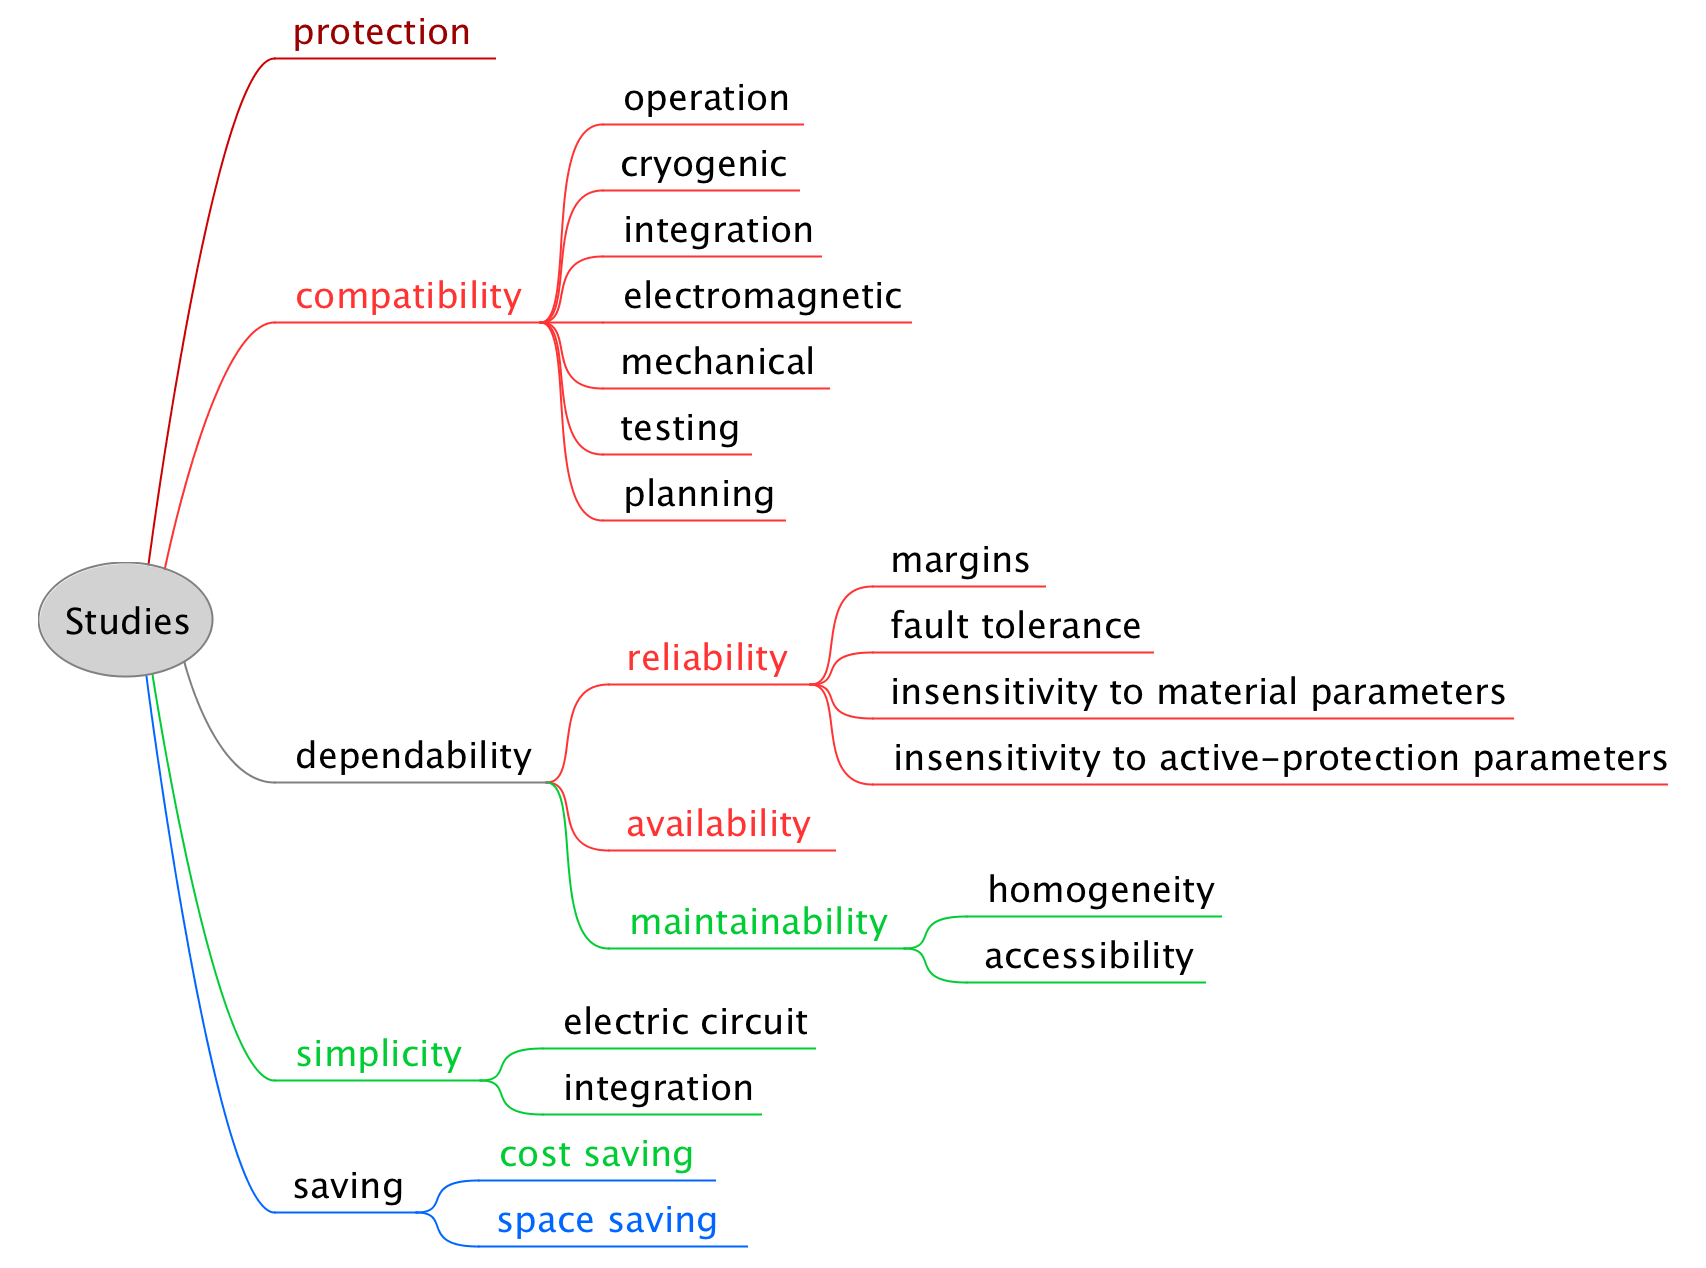 protection
operation
cryogenic
integration
compatibility
electromagnetic
mechanical
testing
planning
margins
Studies
fault tolerance
reliability
insensitivity to material parameters
dependability
insensitivity to active-protection parameters
availability
homogeneity
maintainability
accessibility
electric circuit
simplicity
integration
cost saving
saving
space saving